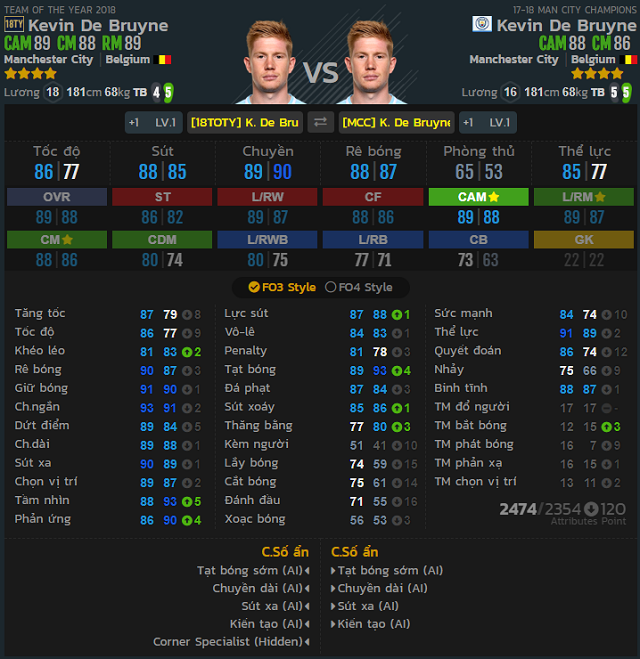 TEAM OF THE YEAR 2018
17-18 MAN CITY CHAMPIONS
18TY Kevin De Bruyne
Kevin De Bruyne
CAM 89 CM 88 RM 89
CAM 88 CM 86
Manchester City | Belgium
Manchester City | Belgium
VS
Lương 18 181cm 68kg TB 4 5
Lương 16 181cm 68kg TB 5 5
+1 LV.1 [18TOTY] K. De Bru [MCC] K. De Bruyne +1 LV.1
Tốc độ Sút Chuyền Rê bóng Phòng thủ Thể lực
86|77 88|85 89|90 88|87 65|53 85|77
OVR ST L/RW CF CAM L/RM
89|88 86|82 89|87 88|86 89|88 89|87
CM CDM L/RWB L/RB CB GK
88|86 80|74 80|75 77|71 73|63 22|22
FO3 Style FO4 Style
Tăng tốc 87 79 8 Lực sút 87 88 1 Sức mạnh 84 74 10
Tốc độ 86 77 9 Vô-lê 84 83 1 Thể lực 91 89 2
Khéo léo 81 83 2 Penalty 81 78 3 Quyết đoán 86 74 12
Rê bóng 90 87 3 Tạt bóng 89 93 4 Nhảy 75 66 9
Giữ bóng 91 90 1 Đá phạt 87 84 3 Bình tĩnh 88 87 1
Ch.ngắn 93 91 2 Sút xoáy 85 86 1 TM đổ người 17 17 -
Dứt điểm 89 84 5 Thăng bằng 77 80 3 TM bắt bóng 12 15 3
Ch.dài 89 88 1 Kèm người 51 41 10 TM phát bóng 16 7 9
Sút xa 90 89 1 Lấy bóng 74 59 15 TM phản xạ 16 15 1
Chọn vị trí 89 87 2 Cắt bóng 75 61 14 TM chọn vị trí 13 11 2
Tầm nhìn 88 93 5 Đánh đầu 71 55 16 2474/2354 120
Attributes Point
Phản ứng 86 90 4 Xoạc bóng 56 53 3
C.Số ẩn C.Số ẩn
Tạt bóng sớm (AI) Tạt bóng sớm (AI)
Chuyền dài (AI) Chuyền dài (AI)
Sút xa (AI) Sút xa (AI)
Kiến tạo (AI) Kiến tạo (AI)
Corner Specialist (Hidden)